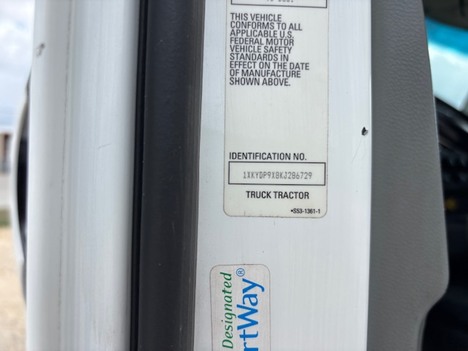 THIS VEHICLE
CONFORMS TO ALL
APPLICABLE U.S.
FEDERAL MOTOR
VEHICLE SAFETY
STANDARDS IN
EFFECT ON THE DATE
OF MANUFACTURE
SHOWN ABOVE.
IDENTIFICATION NO.
1XKYDP9X8KJ286729
TRUCK TRACTOR
•S53-1361-1
Designated
rtWay®